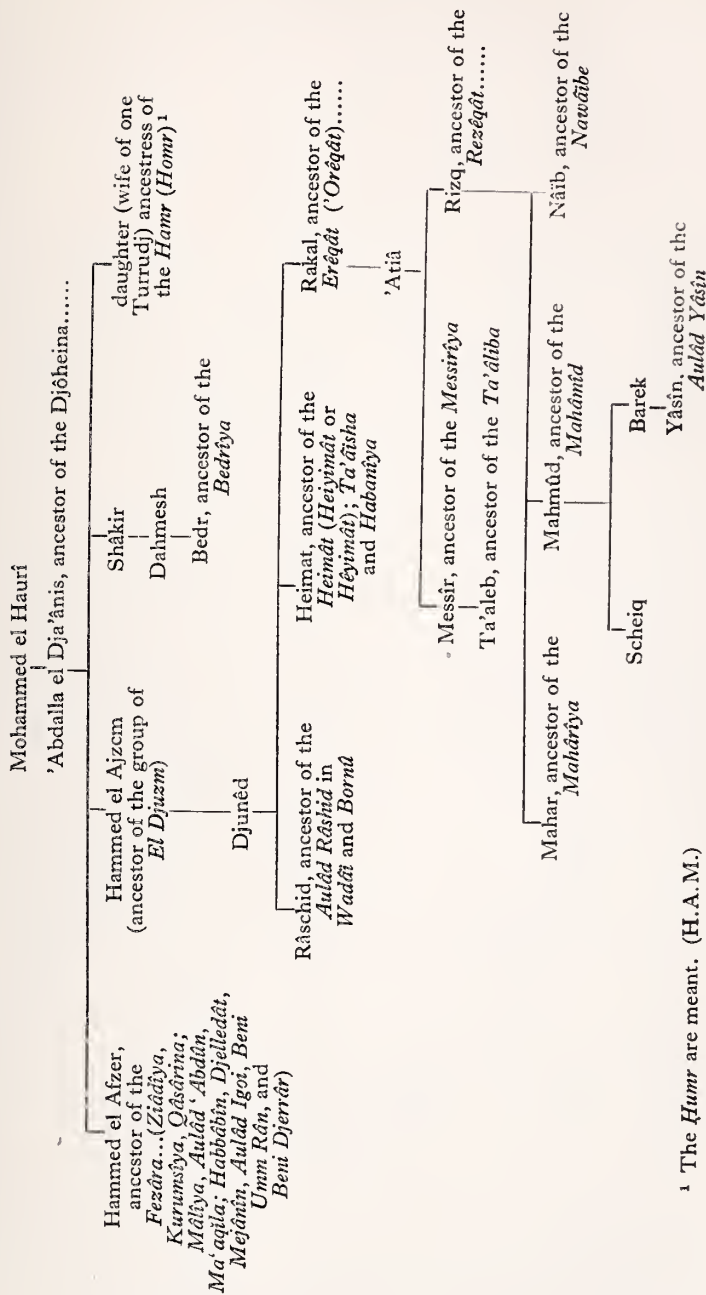 Mohammed el Haurî
'Abdalla el Dja'ânis, ancestor of the Djôheina......
Hammed el Afzer,
ancestor of the
Fezâra...(Ziâdîya,
Kurumsîya, Qâsârina;
Mâlîya, Aulâd 'Abdûn,
Ma'aqîla; Habbâbîn, Djelledât,
Mejânîn, Aulâd Igoi, Beni
Umm Rân, and
Beni Djerrâr)
Hammed el Ajzem
(ancestor of the group of
El Djuzm)
Shâkir
Dahmesh
Bedr, ancestor of the
Bedrîya
daughter (wife of one
Turrudj) ancestress of
the Hamr (Homr)¹
Djunêd
Râschid, ancestor of the
Aulâd Râshid in
Wadâi and Bornû
Heimat, ancestor of the
Heimât (Heiyimât or
Hêyimât); Ta'âisha
and Habanîya
Rakal, ancestor of the
Erêqât ('Orêqât)......
'Atiâ
Messîr, ancestor of the Messirîya
Ta'aleb, ancestor of the Ta'âliba
Rizq, ancestor of the
Rezêqât......
Mahar, ancestor of the
Mahârîya
Mahmûd, ancestor of the
Mahâmîd
Nâïb, ancestor of the
Nawâïbe
Scheiq
Barek
Yâsîn, ancestor of the
Aulâd Yâsîn
¹ The Ḥumr are meant. (H.A.M.)